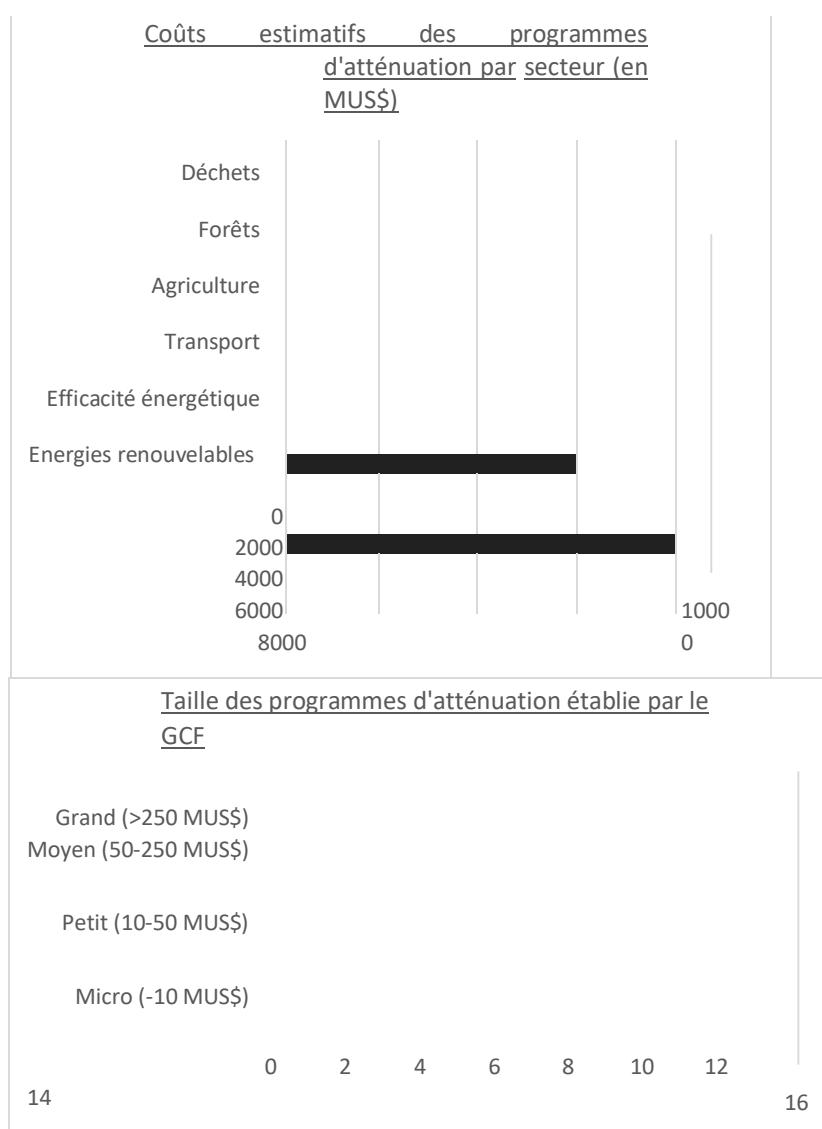 Coûts estimatifs des programmes
d'atténuation par secteur (en
MUS$)
Déchets
Forêts
Agriculture
Transport
Efficacité énergétique
Energies renouvelables
0
2000
4000
6000
8000
1000
0
Taille des programmes d'atténuation établie par le
GCF
Grand (>250 MUS$)
Moyen (50-250 MUS$)
Petit (10-50 MUS$)
Micro (-10 MUS$)
0 2 4 6 8 10 12
14
16